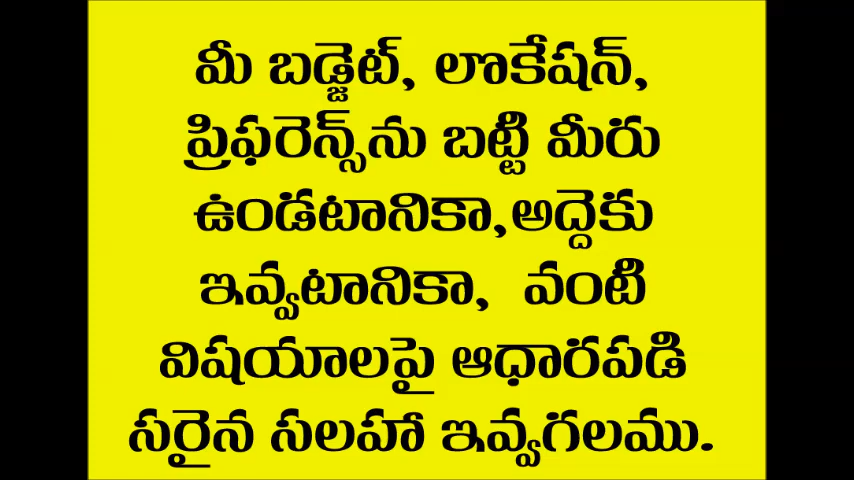 మీ బడ్జెట్, లొకేషన్,
ప్రిఫరెన్స్‌ను బట్టి మీరు
ఉండటానికా,అద్దెకు
ఇవ్వటానికా, వంటి
విషయాలపై ఆధారపడి
సరైన సలహా ఇవ్వగలము.